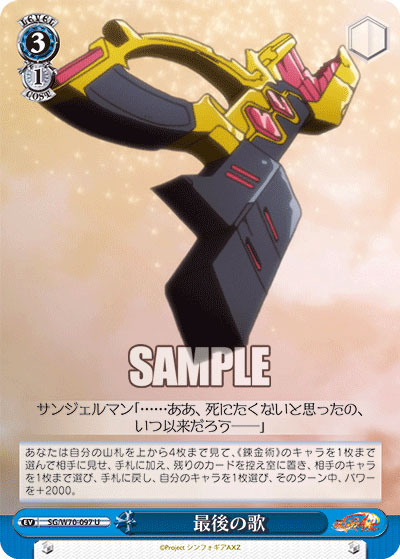 LEVEL
3
1
COST
SAMPLE
サンジェルマン「……ああ、死にたくないと思ったの、
いつ以来だろう──」
あなたは自分の山札を上から4枚まで見て、《錬金術》のキャラを1枚まで
選んで相手に見せ、手札に加え、残りのカードを控え室に置き、相手のキャラ
を1枚まで選び、手札に戻し、自分のキャラを1枚選び、そのターン中、パワー
を+2000。
EV
SG/W70-097 U
最後の歌
©Project シンフォギアAXZ